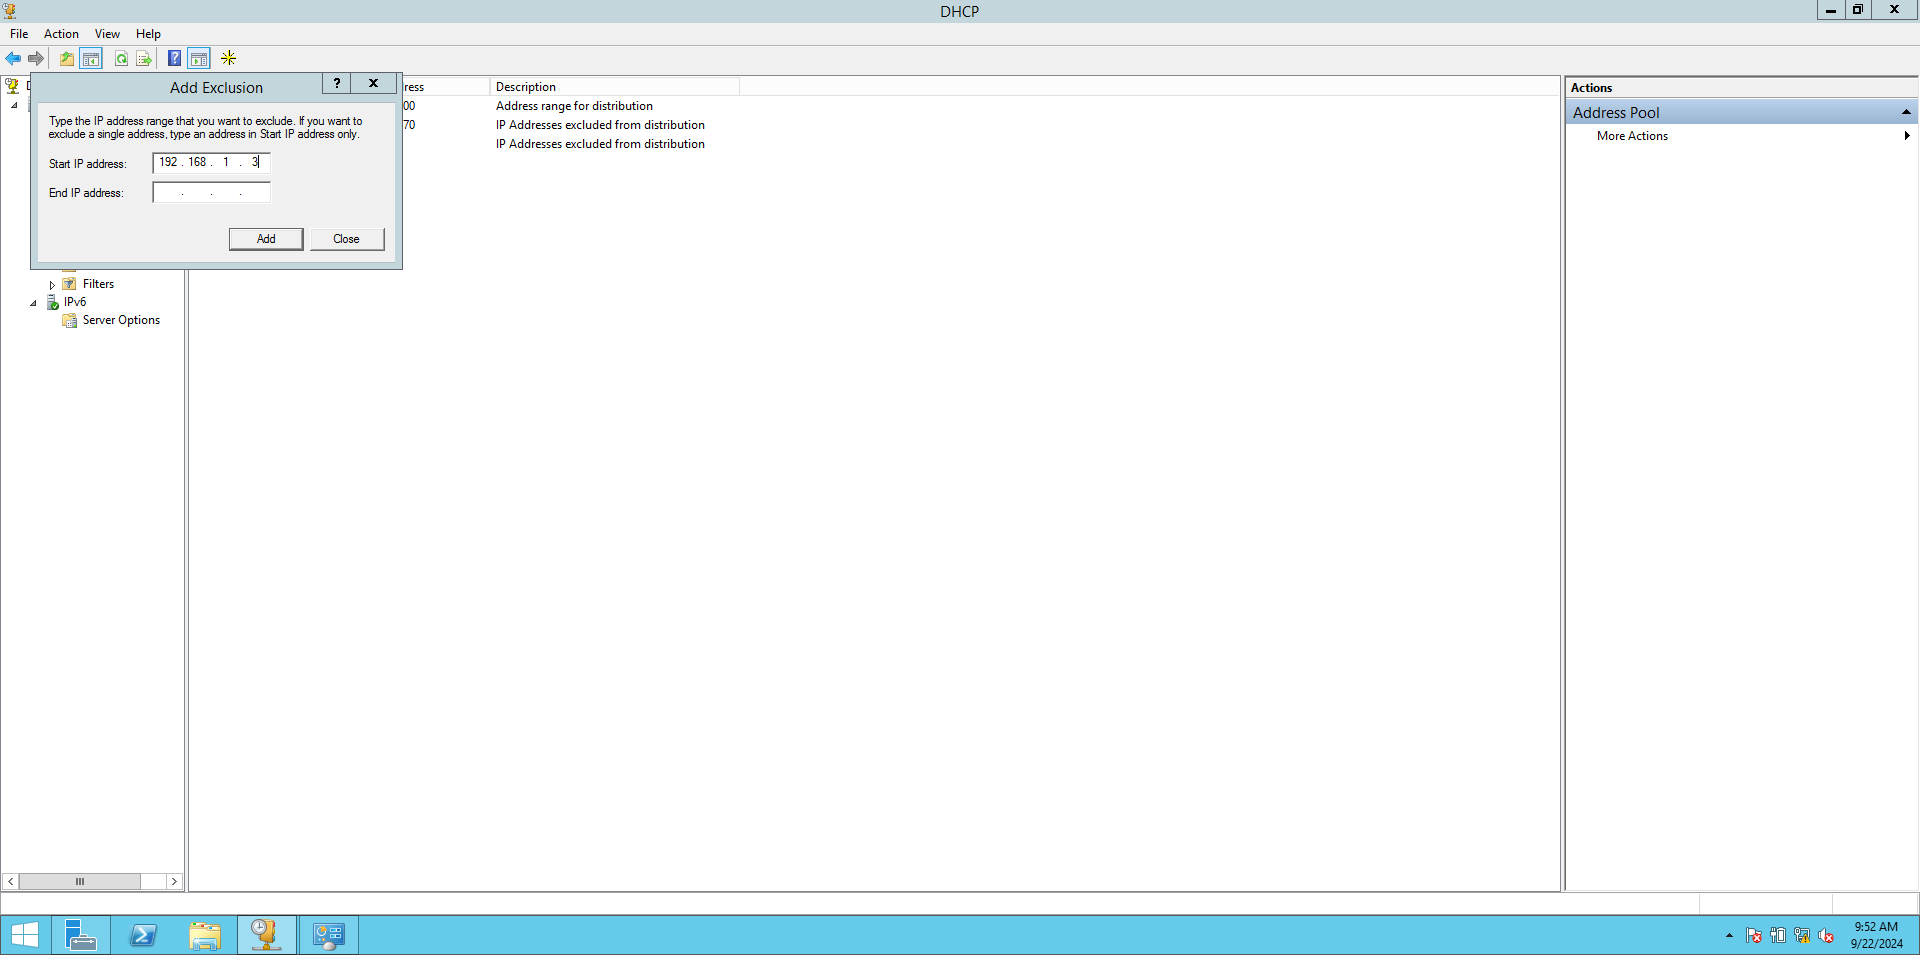 DHCP
File Action View Help
Add Exclusion
Type the IP address range that you want to exclude. If you want to
exclude a single address, type an address in Start IP address only.
Start IP address: 192 . 168 . 1 . 3
End IP address: . . .
Add Close
ress Description
00 Address range for distribution
70 IP Addresses excluded from distribution
IP Addresses excluded from distribution
Filters
IPv6
Server Options
Actions
Address Pool
More Actions
9:52 AM
9/22/2024